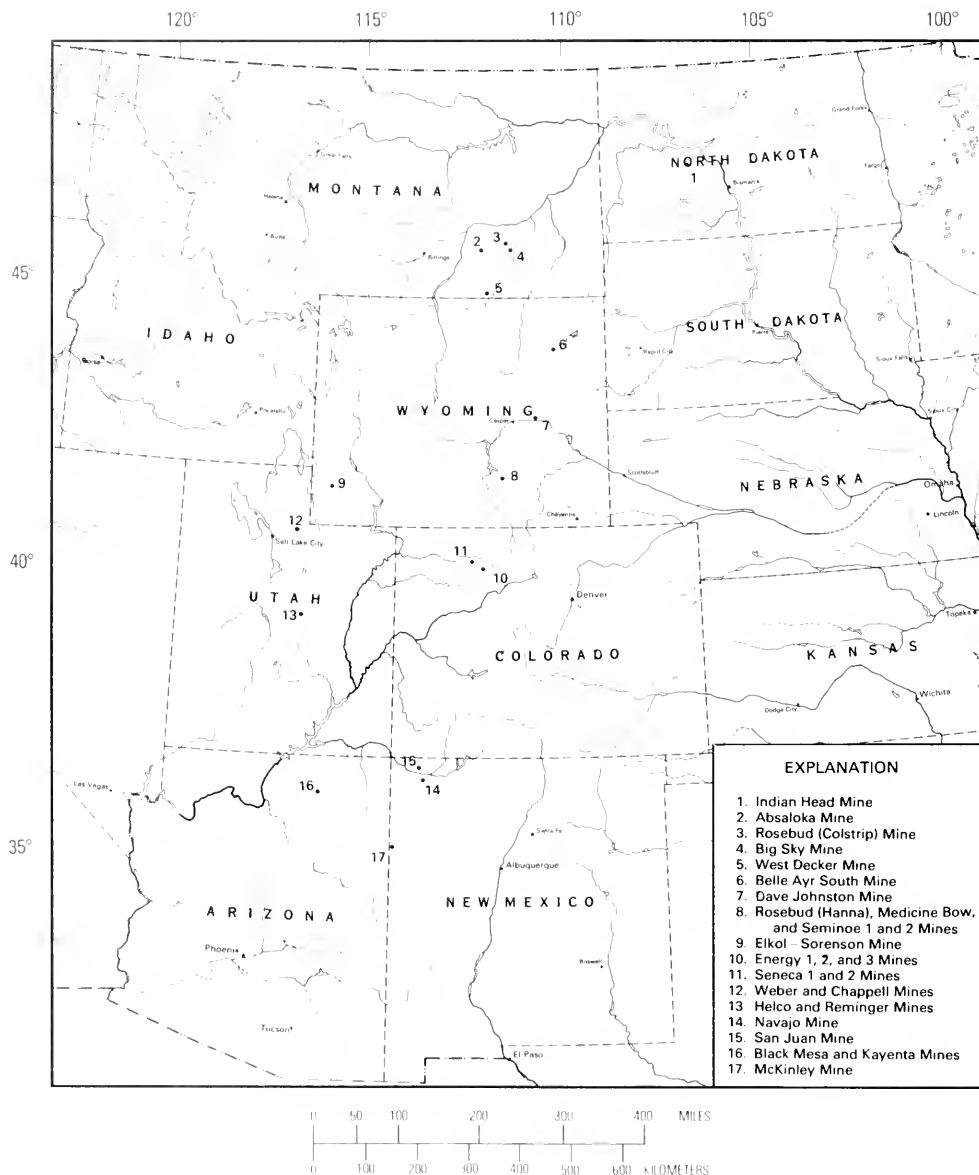 120° 115° 110° 105° 100°
Grand Forks
Great Falls
NORTH DAKOTA
Fargo
MONTANA
1
Bismark
Helena
Butte
2 3
Billings
4
45°
5
IDAHO
SOUTH DAKOTA
Pierre
6
Rapid City
Boise
Sioux Falls
WYOMING
Pocatello
Casper
7
Sioux City
9
8
Scottsbluff
NEBRASKA
Omaha
12
Cheyenne
Lincoln
Salt Lake City
40°
11
10
UTAH
Denver
13
Topeka
COLORADO
KANSAS
Wichita
Dodge City
15
Las Vegas
16
14
Santa Fe
35°
17
Albuquerque
ARIZONA
NEW MEXICO
Phoenix
Roswell
Tucson
El Paso
EXPLANATION
1. Indian Head Mine
2. Absaloka Mine
3. Rosebud (Colstrip) Mine
4. Big Sky Mine
5. West Decker Mine
6. Belle Ayr South Mine
7. Dave Johnston Mine
8. Rosebud (Hanna), Medicine Bow,
and Seminoe 1 and 2 Mines
9. Elkol – Sorenson Mine
10. Energy 1, 2, and 3 Mines
11. Seneca 1 and 2 Mines
12. Weber and Chappell Mines
13. Helco and Reminger Mines
14. Navajo Mine
15. San Juan Mine
16. Black Mesa and Kayenta Mines
17. McKinley Mine
0 50 100 200 300 400 MILES
0 100 200 300 400 500 600 KILOMETERS